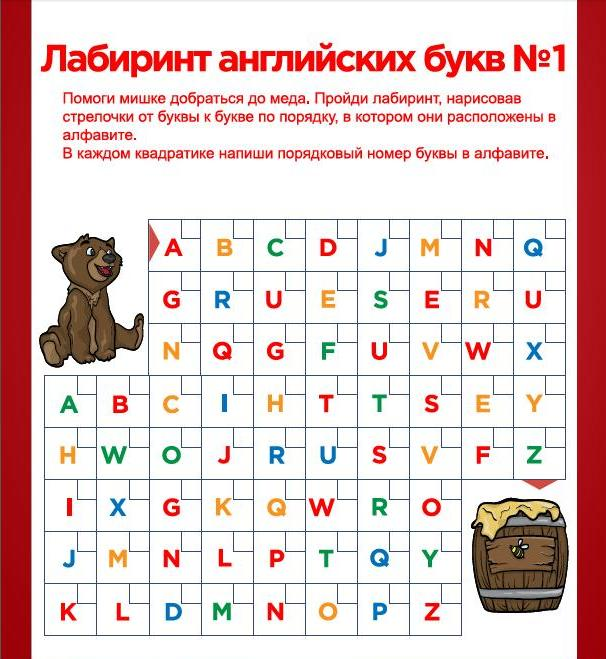 Лабиринт английских букв №1
Помоги мишке добраться до меда. Пройди лабиринт, нарисовав
стрелочки от буквы к букве по порядку, в котором они расположены в
алфавите.
В каждом квадратике напиши порядковый номер буквы в алфавите.
A B C D J M N Q
G R U E S E R U
N Q G F U V W X
A B C I H T T S E Y
H W O J R U S V F Z
I X G K Q W R O
J M N L P T Q Y
K L D M N O P Z